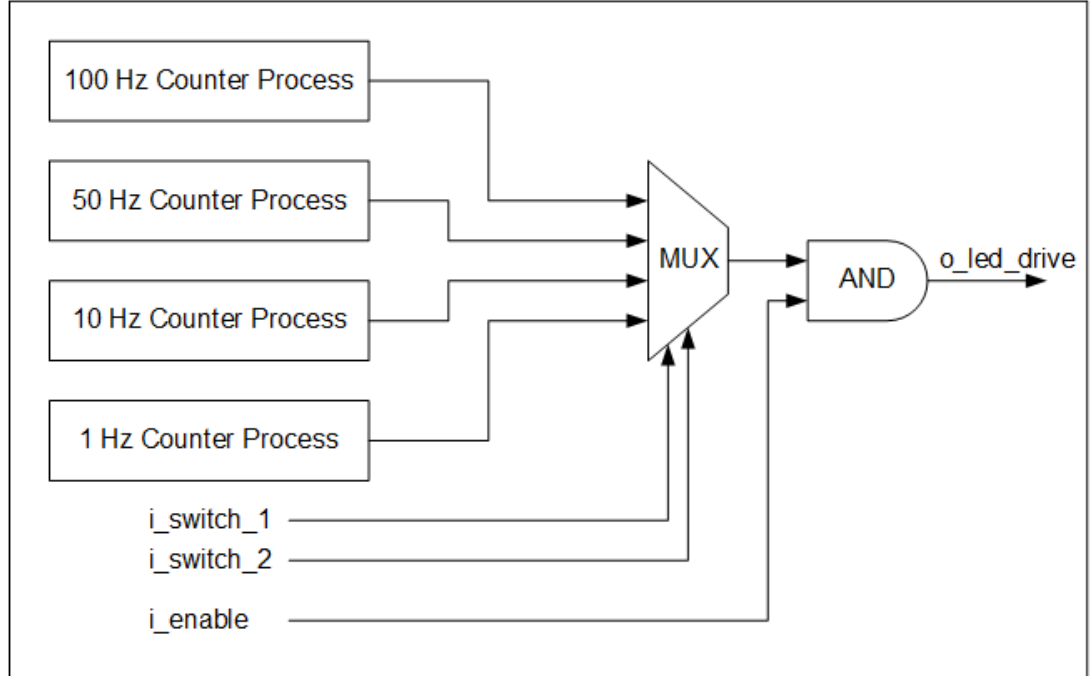 100 Hz Counter Process
50 Hz Counter Process
10 Hz Counter Process
1 Hz Counter Process
MUX
AND
o_led_drive
i_switch_1
i_switch_2
i_enable